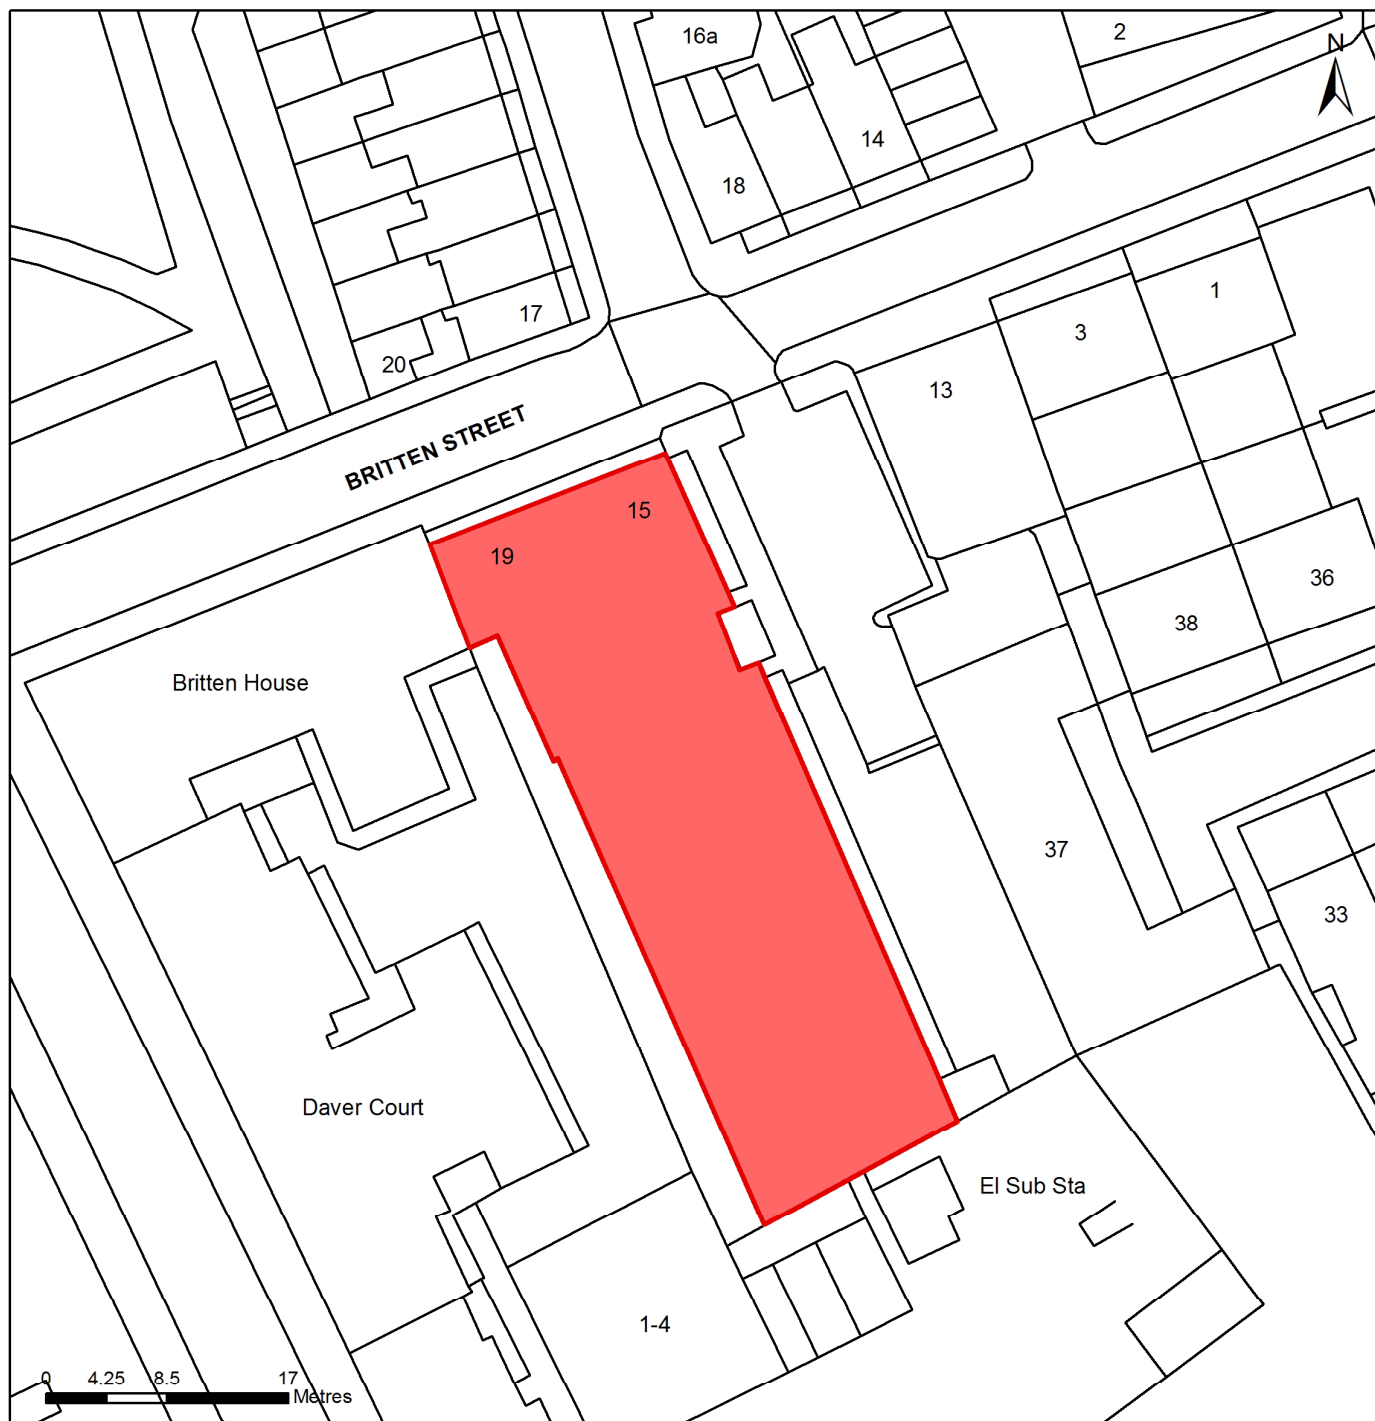 16a
2
N
14
18
1
17
3
20
13
BRITTEN STREET
15
19
36
38
Britten House
37
33
Daver Court
El Sub Sta
1-4
0 4.25 8.5 17
Metres